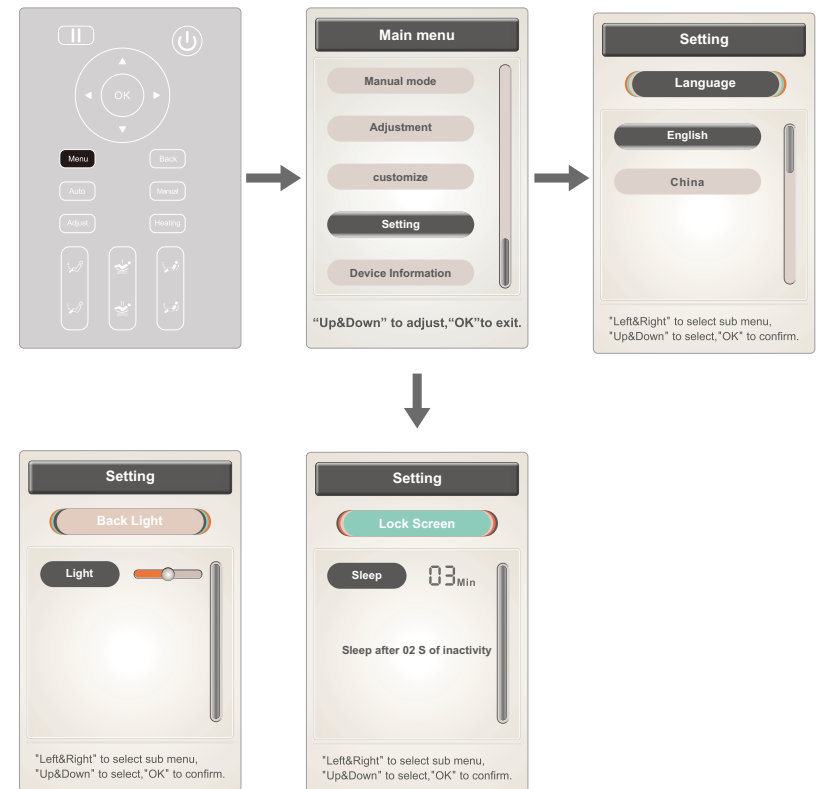 OK
Menu
Back
Auto
Manual
Adjust
Heating
Main menu
Manual mode
Adjustment
customize
Setting
Device Information
“Up&Down” to adjust,“OK”to exit.
Setting
Language
English
China
"Left&Right" to select sub menu,
"Up&Down" to select,"OK" to confirm.
Setting
Back Light
Light
"Left&Right" to select sub menu,
"Up&Down" to select,"OK" to confirm.
Setting
Lock Screen
Sleep 03Min
Sleep after 02 S of inactivity
"Left&Right" to select sub menu,
"Up&Down" to select,"OK" to confirm.